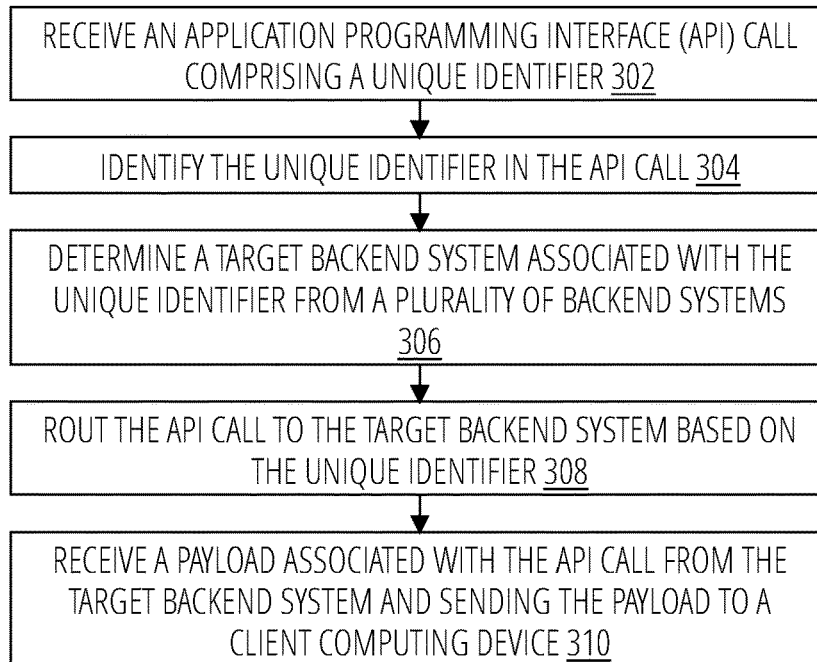 RECEIVE AN APPLICATION PROGRAMMING INTERFACE (API) CALL
COMPRISING A UNIQUE IDENTIFIER 302
IDENTIFY THE UNIQUE IDENTIFIER IN THE API CALL 304
DETERMINE A TARGET BACKEND SYSTEM ASSOCIATED WITH THE
UNIQUE IDENTIFIER FROM A PLURALITY OF BACKEND SYSTEMS
306
ROUT THE API CALL TO THE TARGET BACKEND SYSTEM BASED ON
THE UNIQUE IDENTIFIER 308
RECEIVE A PAYLOAD ASSOCIATED WITH THE API CALL FROM THE
TARGET BACKEND SYSTEM AND SENDING THE PAYLOAD TO A
CLIENT COMPUTING DEVICE 310